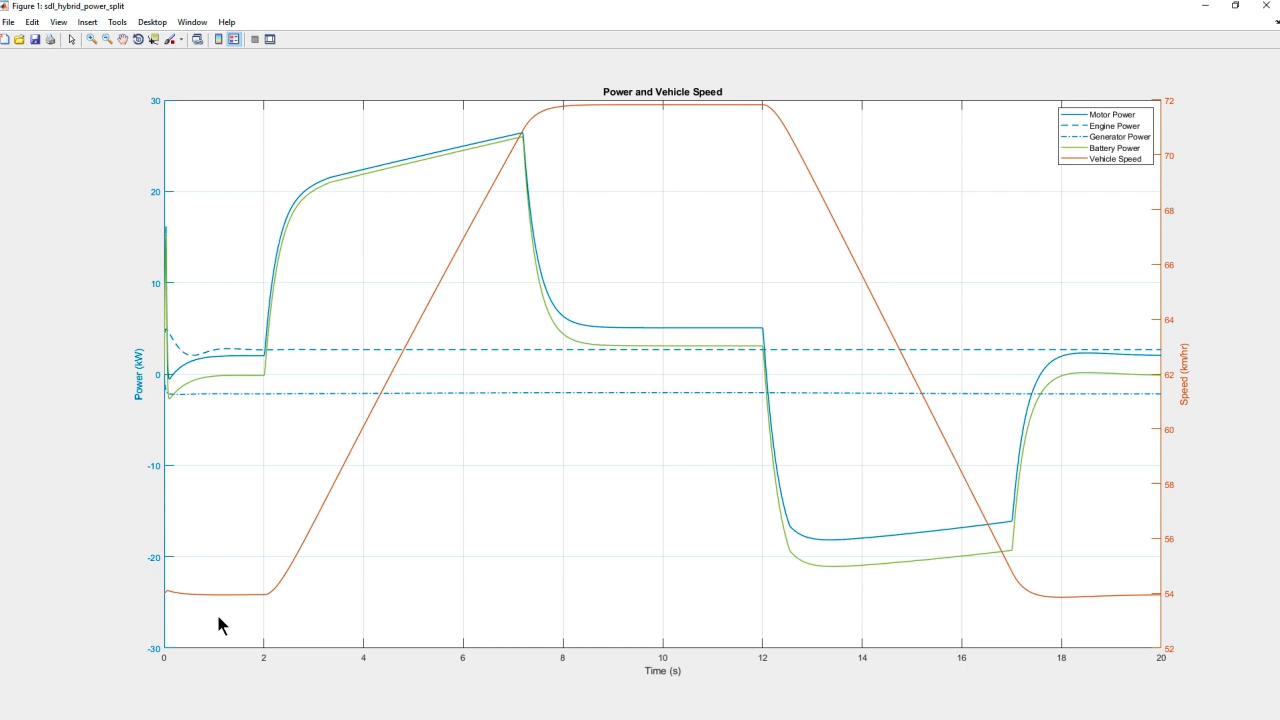 Figure 1: sdl_hybrid_power_split
File Edit View Insert Tools Desktop Window Help
Power and Vehicle Speed
Motor Power
Engine Power
Generator Power
Battery Power
Vehicle Speed
Power (kW)
30
20
10
0
-10
-20
-30
72
70
68
66
64
62
60
58
56
54
52
Speed (km/hr)
0 2 4 6 8 10 12 14 16 18 20
Time (s)